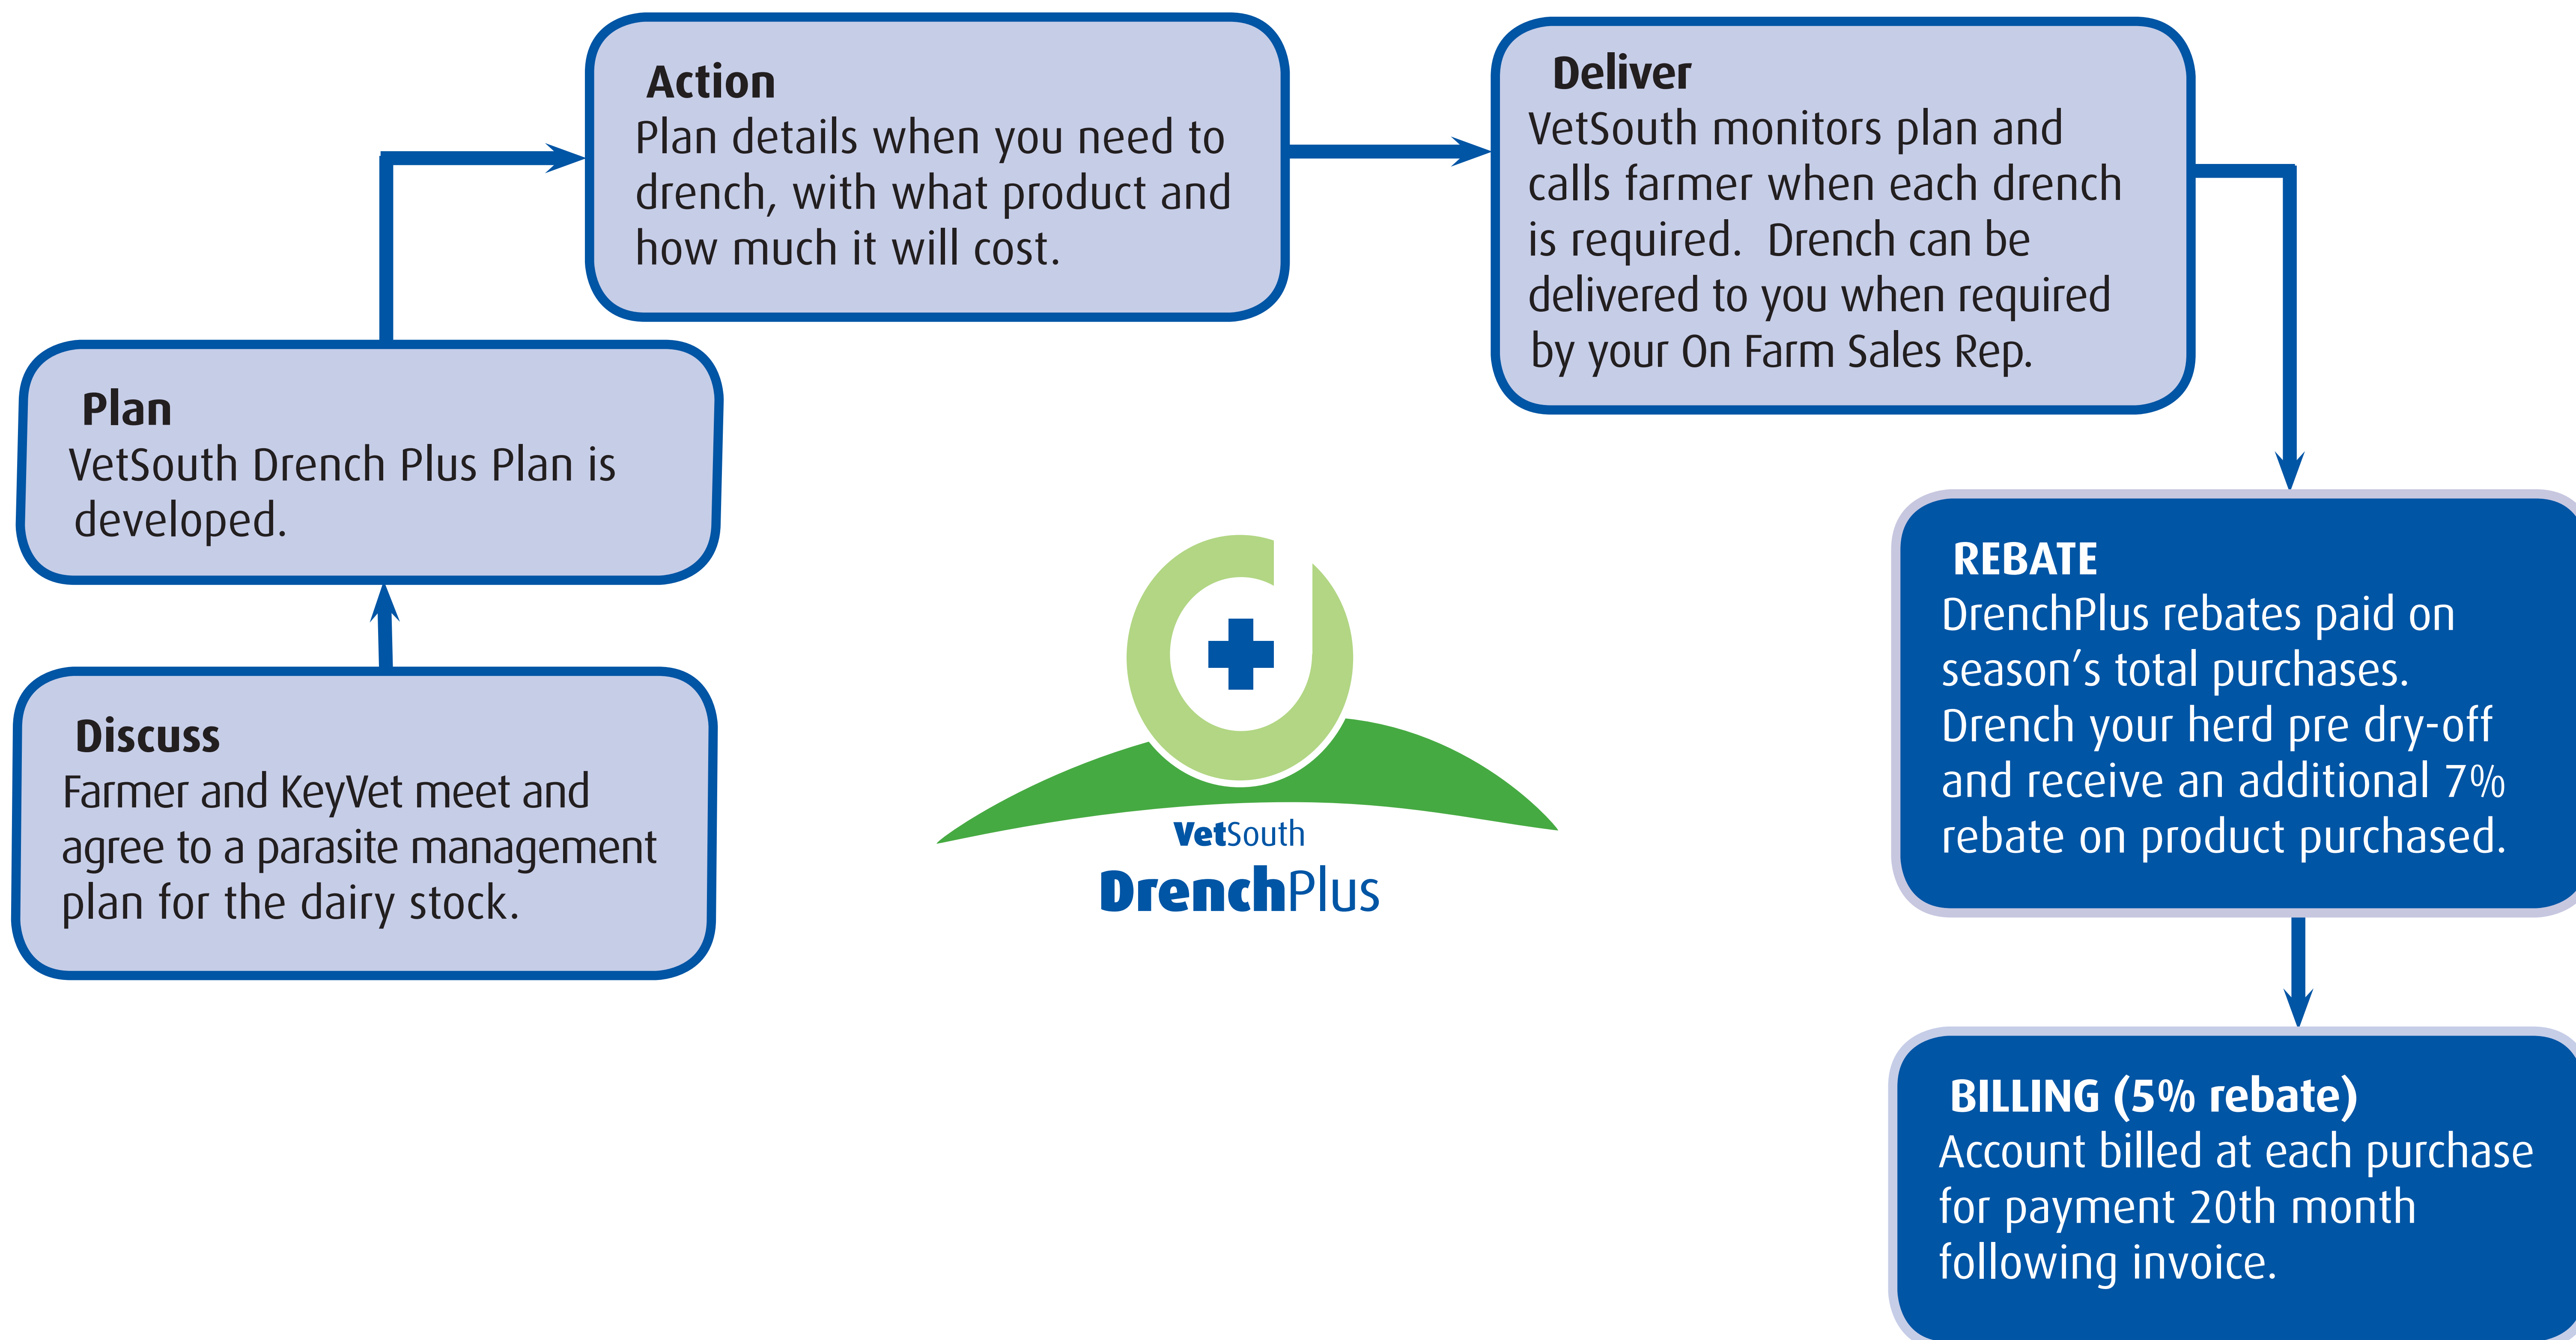 Discuss
Farmer and KeyVet meet and
agree to a parasite management
plan for the dairy stock.
Plan
VetSouth Drench Plus Plan is
developed.
Action
Plan details when you need to
drench, with what product and
how much it will cost.
Deliver
VetSouth monitors plan and
calls farmer when each drench
is required.  Drench can be
delivered to you when required
by your On Farm Sales Rep.
REBATE
DrenchPlus rebates paid on
season’s total purchases.
Drench your herd pre dry-off
and receive an additional 7%
rebate on product purchased.
BILLING (5% rebate)
Account billed at each purchase
for payment 20th month
following invoice.
VetSouth
DrenchPlus